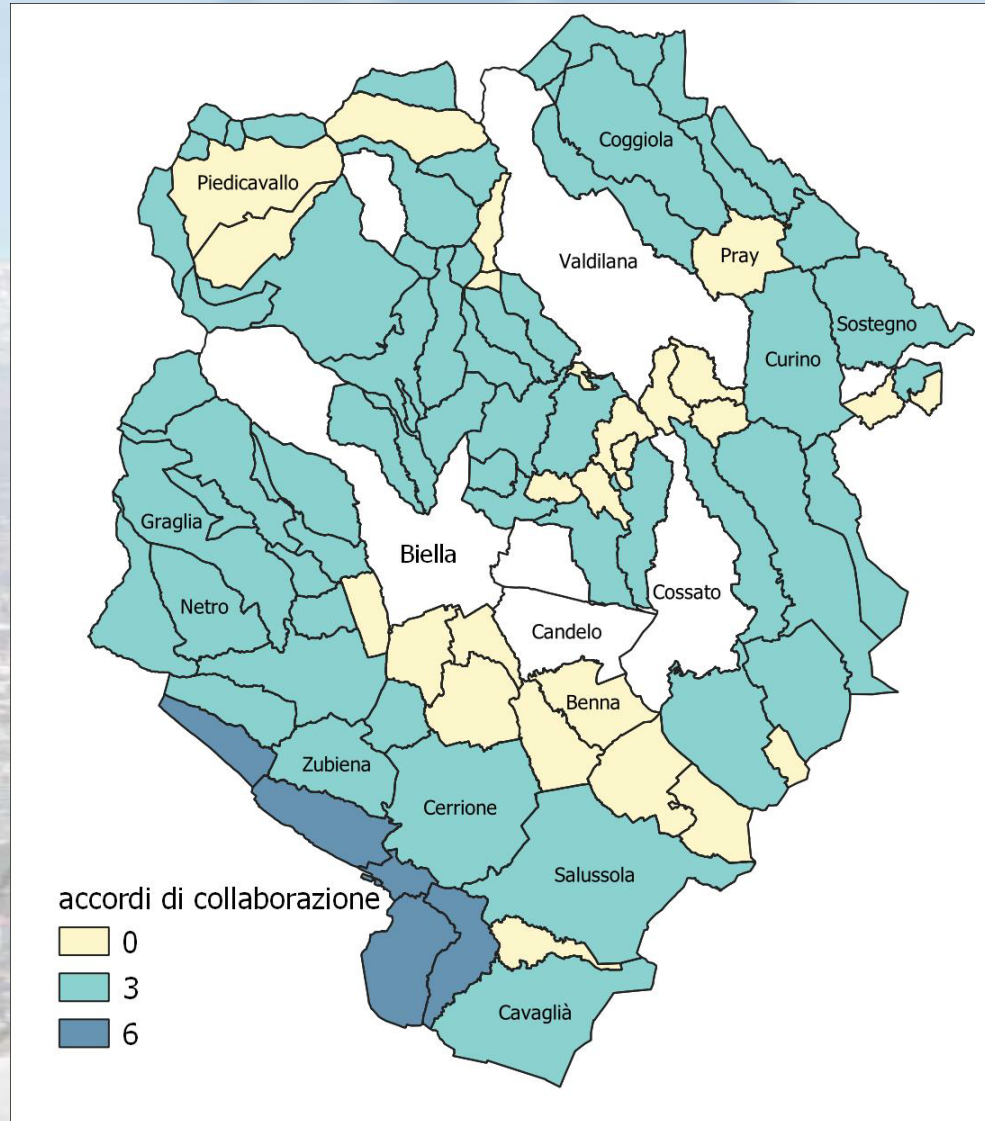 Coggiola
Piedicavallo
Valdilana
Pray
Sostegno
Curino
Graglia
Biella
Netro
Cossato
Candelo
Benna
Zubiena
Cerrione
Salussola
Cavaglià
accordi di collaborazione
0
3
6